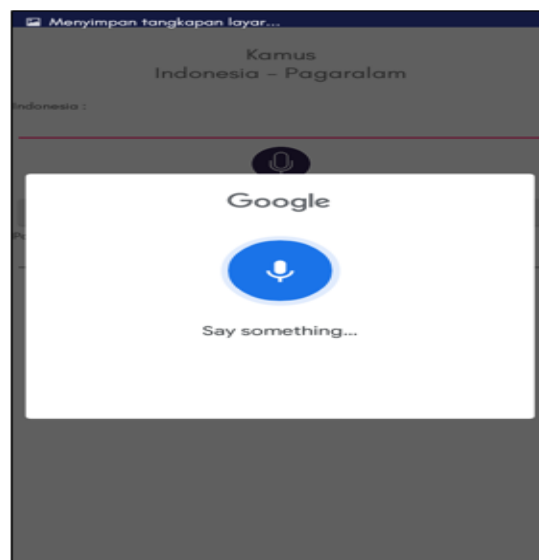 Menyimpan tangkapan layar...
Kamus
Indonesia – Pagaralam
Indonesia :
Google
Say something...